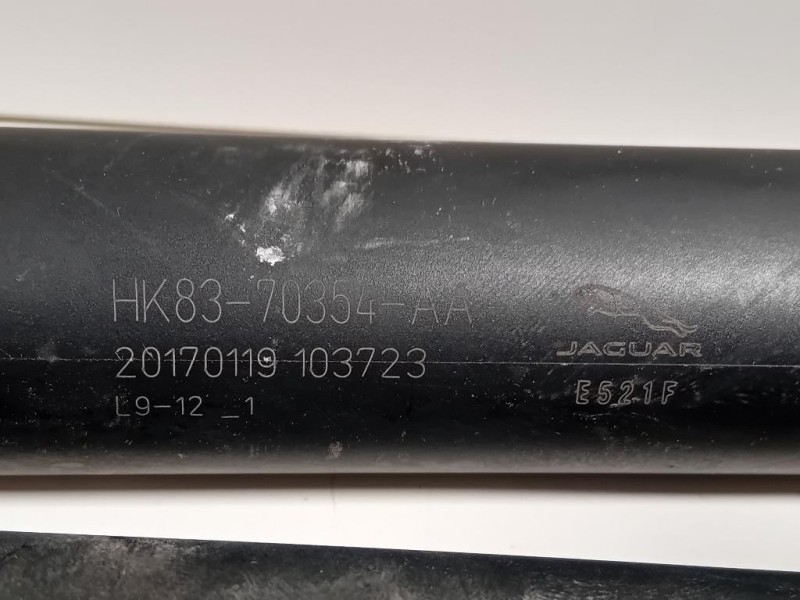 HK83-70354-AA
20170119 103723
L9-12 _1
JAGUAR
E521F